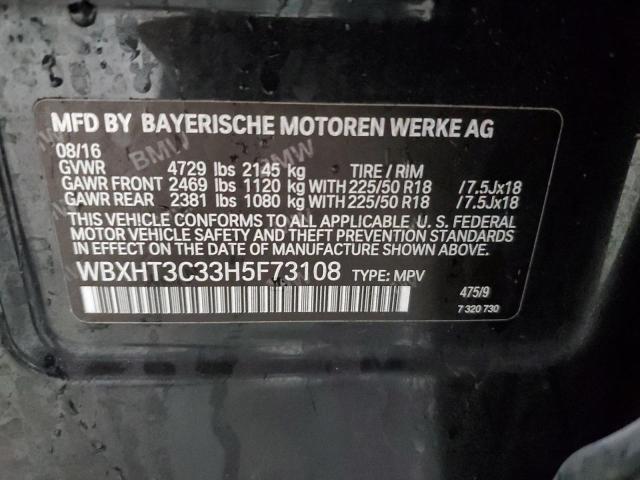 MFD BY BAYERISCHE MOTOREN WERKE AG
08/16
GVWR 4729 lbs 2145 kg TIRE / RIM
GAWR FRONT 2469 lbs 1120 kg WITH 225/50 R18 /7.5Jx18
GAWR REAR 2381 lbs 1080 kg WITH 225/50 R18 /7.5Jx18
THIS VEHICLE CONFORMS TO ALL APPLICABLE U. S. FEDERAL
MOTOR VEHICLE SAFETY AND THEFT PREVENTION STANDARDS
IN EFFECT ON THE DATE OF MANUFACTURE SHOWN ABOVE.
WBXHT3C33H5F73108 TYPE: MPV
475/9
7 320 730
BMW
BMW